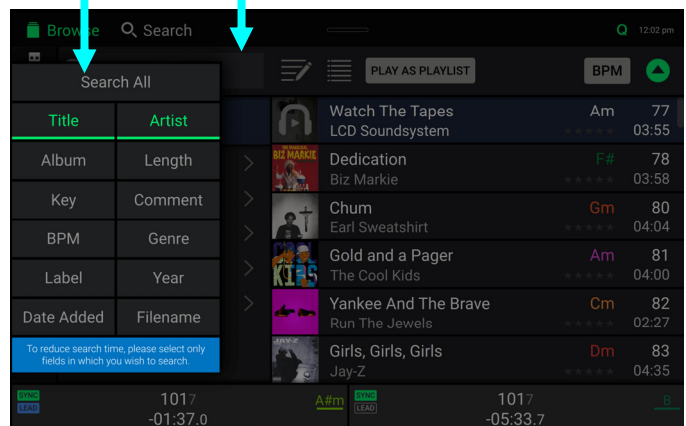 Browse
Search
Q
12:02 pm
Search All
PLAY AS PLAYLIST
BPM
Title
Artist
Album
Length
Key
Comment
BPM
Genre
Label
Year
Date Added
Filename
To reduce search time, please select only
fields in which you wish to search.
Watch The Tapes
Am
77
LCD Soundsystem
03:55
BIZ MARKIE
Dedication
F#
78
Biz Markie
03:58
Chum
Gm
80
Earl Sweatshirt
04:04
Gold and a Pager
Am
81
The Cool Kids
04:00
Yankee And The Brave
Cm
82
Run The Jewels
02:27
JAY-Z
Girls, Girls, Girls
Dm
83
Jay-Z
04:35
SYNC
LEAD
1017
-01:37.0
A#m
SYNC
LEAD
1017
-05:33.7
B